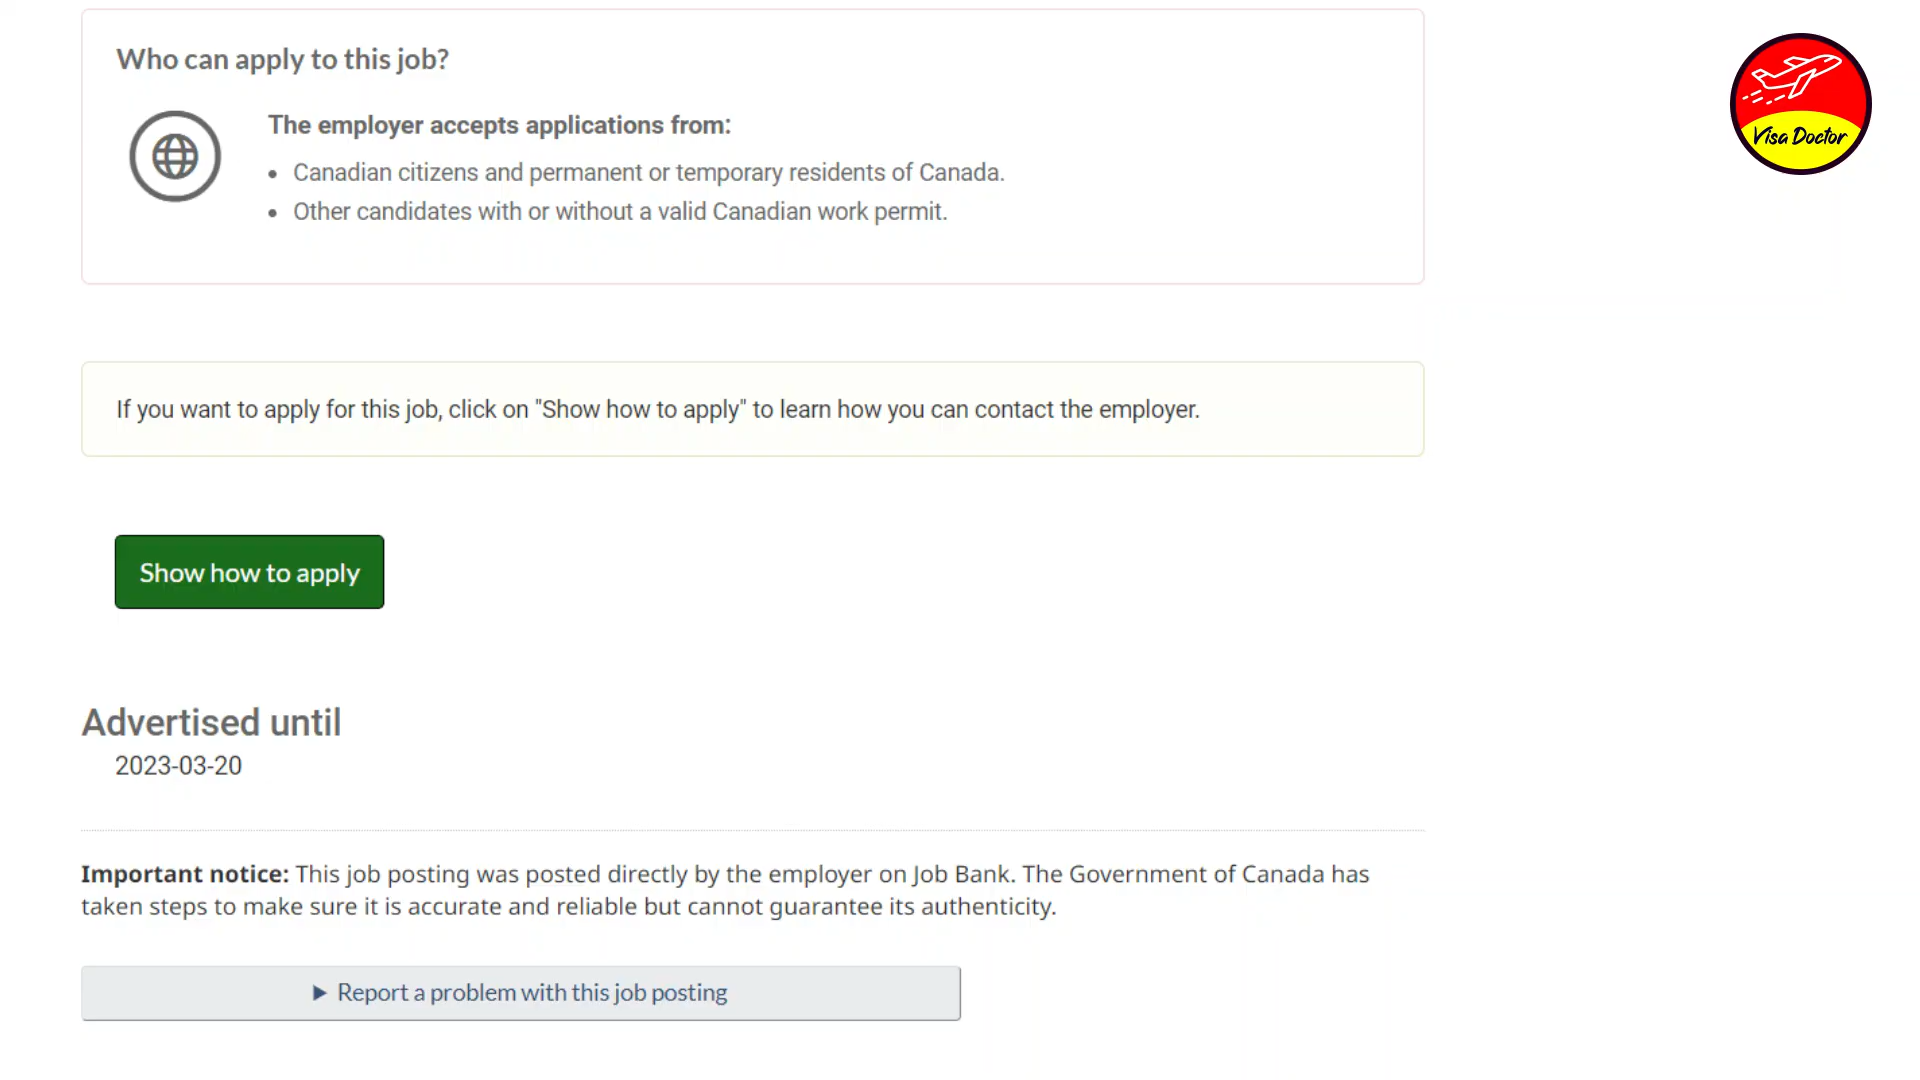 Who can apply to this job?
Visa Doctor
The employer accepts applications from:
• Canadian citizens and permanent or temporary residents of Canada.
• Other candidates with or without a valid Canadian work permit.
If you want to apply for this job, click on "Show how to apply" to learn how you can contact the employer.
Show how to apply
Advertised until
2023-03-20
Important notice: This job posting was posted directly by the employer on Job Bank. The Government of Canada has
taken steps to make sure it is accurate and reliable but cannot guarantee its authenticity.
Report a problem with this job posting